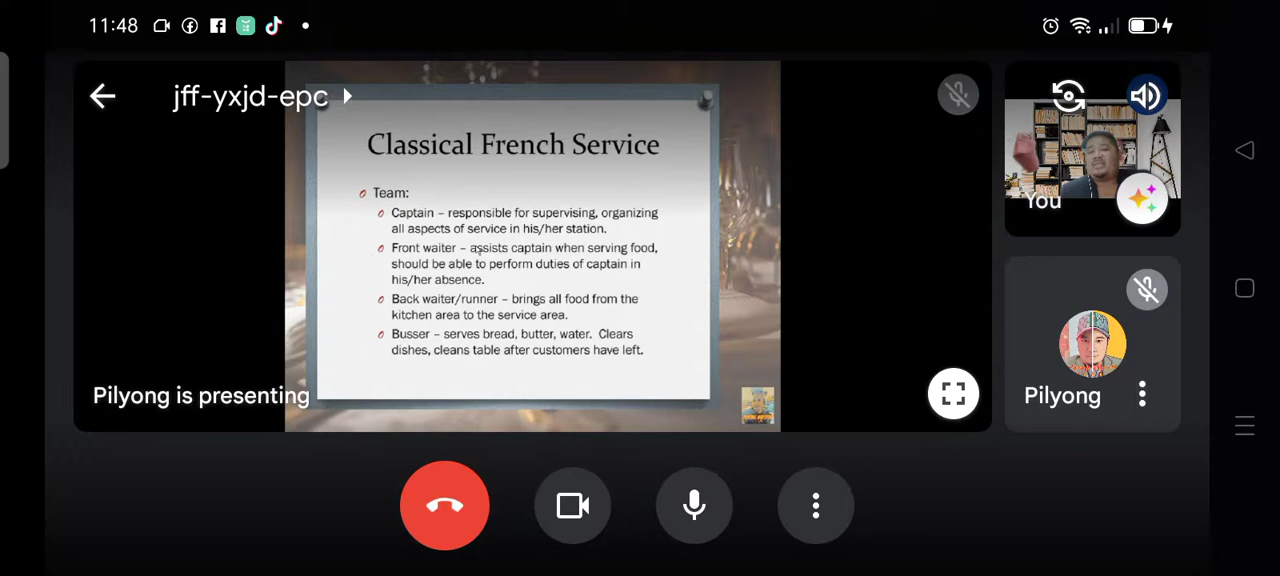 11:48
jff-yxjd-epc
Classical French Service
Team:
Captain – responsible for supervising, organizing
all aspects of service in his/her station.
Front waiter – assists captain when serving food,
should be able to perform duties of captain in
his/her absence.
Back waiter/runner – brings all food from the
kitchen area to the service area.
Busser – serves bread, butter, water. Clears
dishes, cleans table after customers have left.
Pilyong is presenting
You
Pilyong